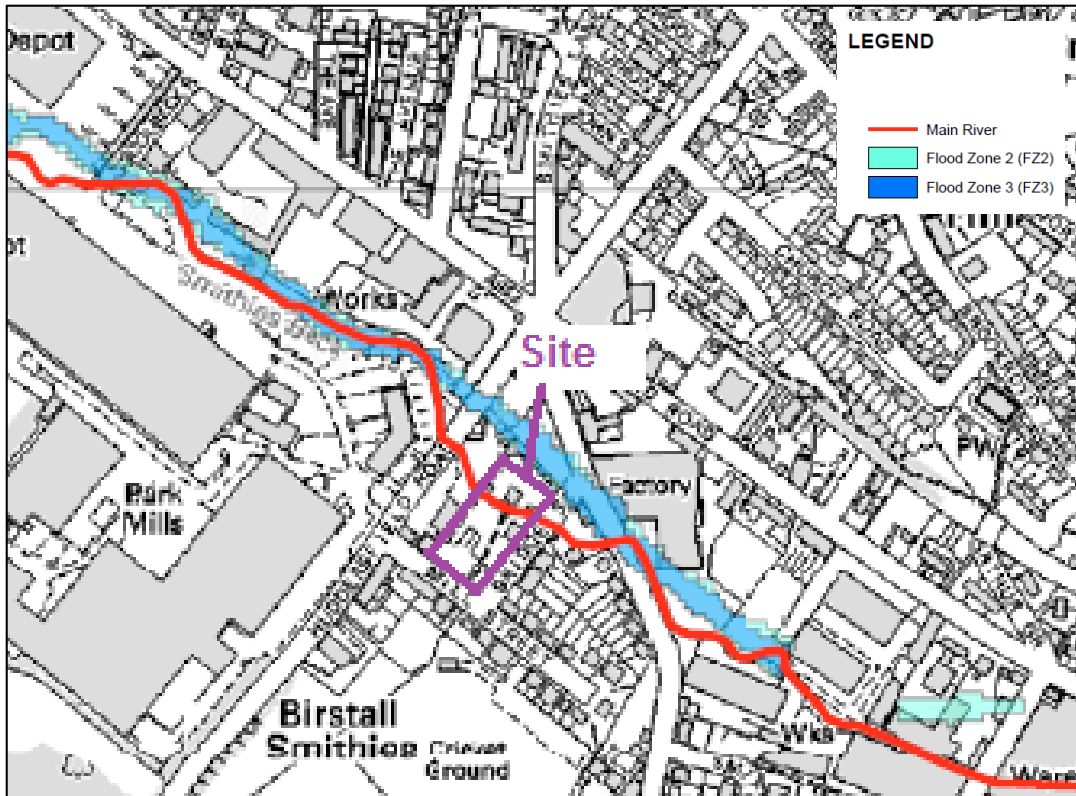 Depot
LEGEND
Main River
Flood Zone 2 (FZ2)
Flood Zone 3 (FZ3)
Works
Site
Factory
PW
Park
Mills
Birstall
Smithies
Cricket
Ground
Wks